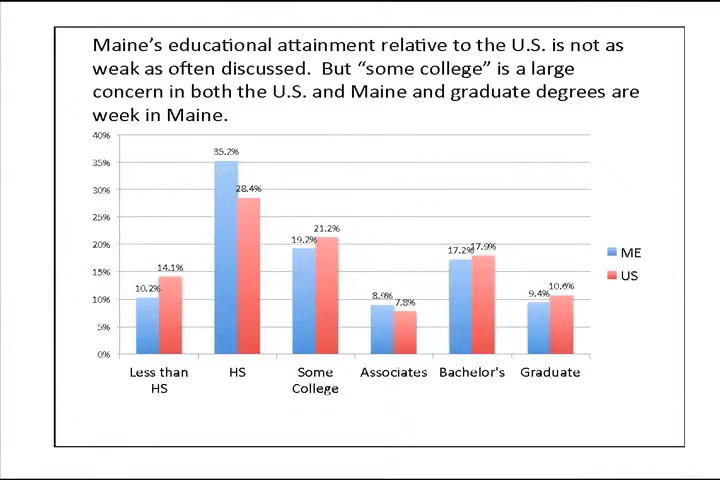 Maine's educational attainment relative to the U.S. is not as
weak as often discussed.  But "some college" is a large
concern in both the U.S. and Maine and graduate degrees are
week in Maine.
40%
35%
30%
25%
20%
15%
10%
5%
0%
10.2%
14.1%
35.2%
28.4%
19.2%
21.2%
8.9%
7.8%
17.2%
17.9%
9.4%
10.6%
ME
US
Less than
HS
HS
Some
College
Associates
Bachelor's
Graduate